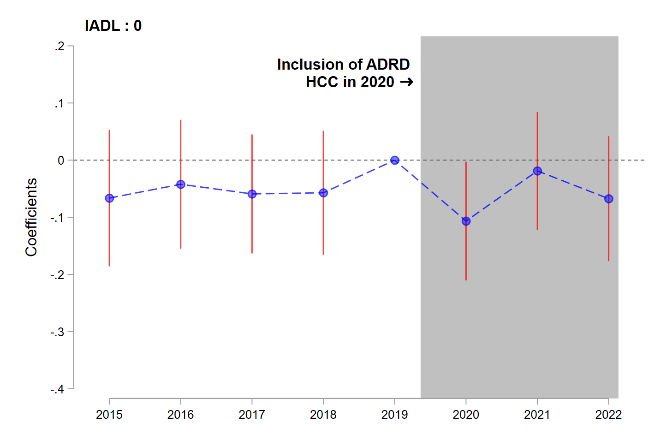 IADL : 0
.2
Inclusion of ADRD
HCC in 2020 →
.1
0
-.1
-.2
-.3
-.4
Coefficients
2015 2016 2017 2018 2019 2020 2021 2022